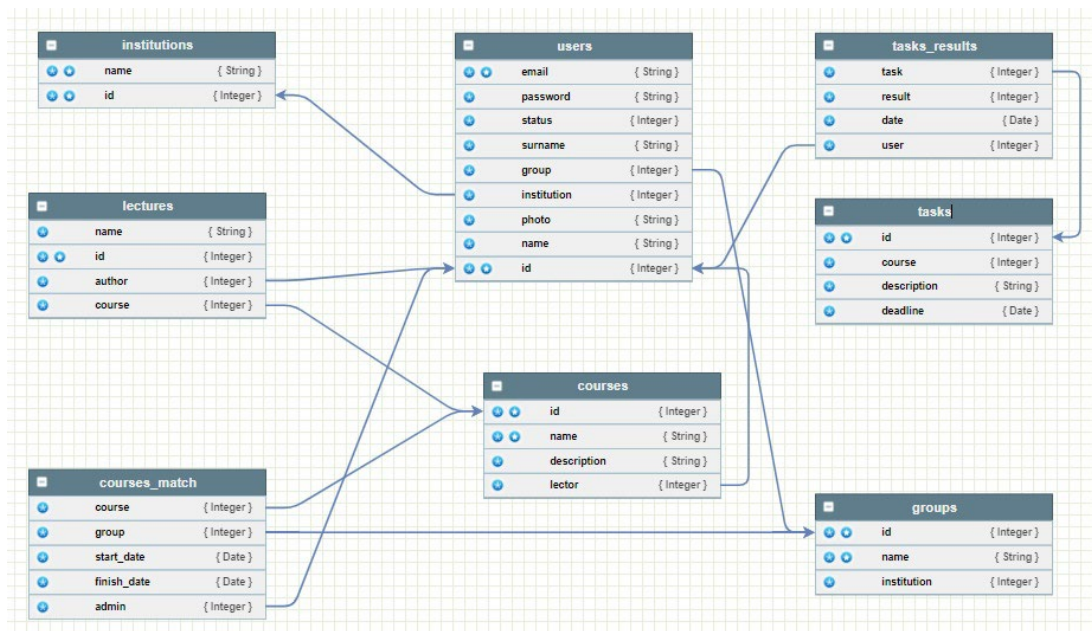 institutions
name { String }
id { Integer }
users
email { String }
password { String }
status { Integer }
surname { String }
group { Integer }
institution { Integer }
photo { String }
name { String }
id { Integer }
tasks_results
task { Integer }
result { Integer }
date { Date }
user { Integer }
lectures
name { String }
id { Integer }
author { Integer }
course { Integer }
tasks
id { Integer }
course { Integer }
description { String }
deadline { Date }
courses
id { Integer }
name { String }
description { String }
lector { Integer }
courses_match
course { Integer }
group { Integer }
start_date { Date }
finish_date { Date }
admin { Integer }
groups
id { Integer }
name { String }
institution { Integer }